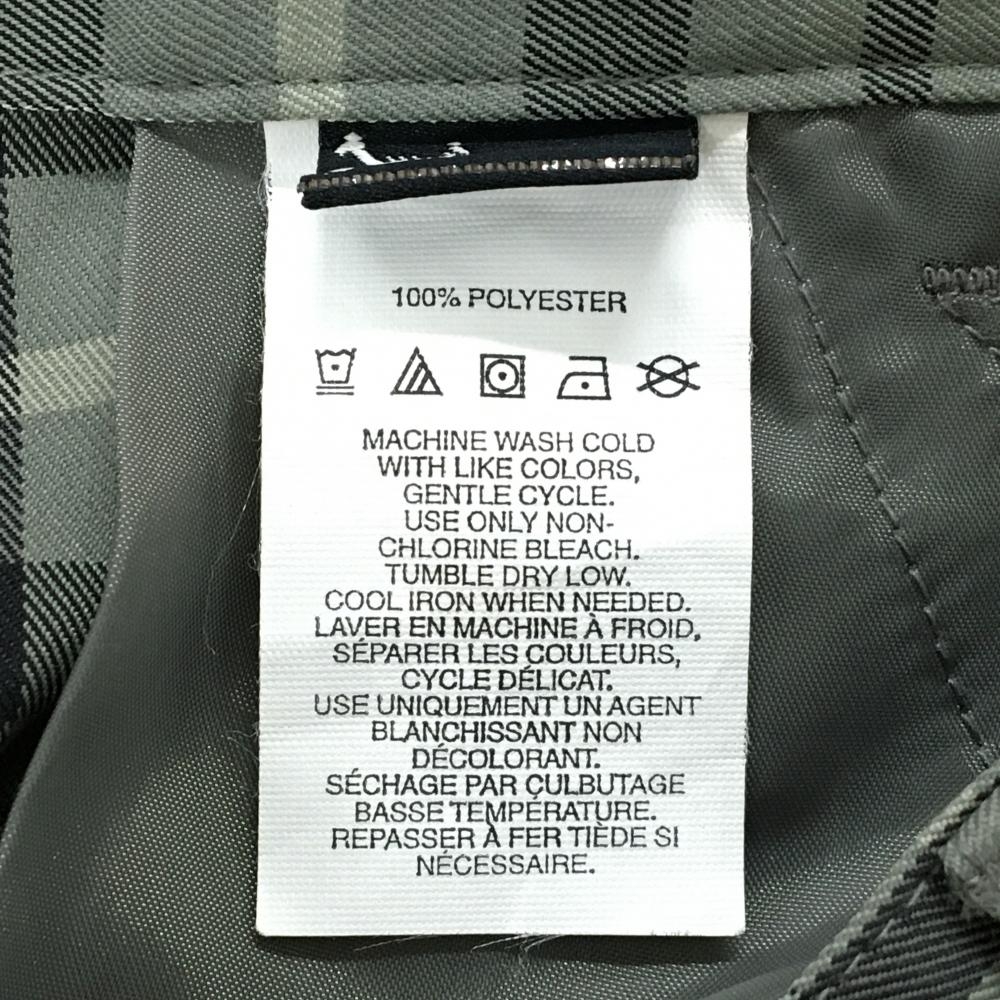 100% POLYESTER
MACHINE WASH COLD
WITH LIKE COLORS,
GENTLE CYCLE.
USE ONLY NON-
CHLORINE BLEACH.
TUMBLE DRY LOW.
COOL IRON WHEN NEEDED.
LAVER EN MACHINE À FROID,
SÉPARER LES COULEURS,
CYCLE DÉLICAT.
USE UNIQUEMENT UN AGENT
BLANCHISSANT NON
DÉCOLORANT.
SÉCHAGE PAR CULBUTAGE
BASSE TEMPÉRATURE.
REPASSER À FER TIÈDE SI
NÉCESSAIRE.